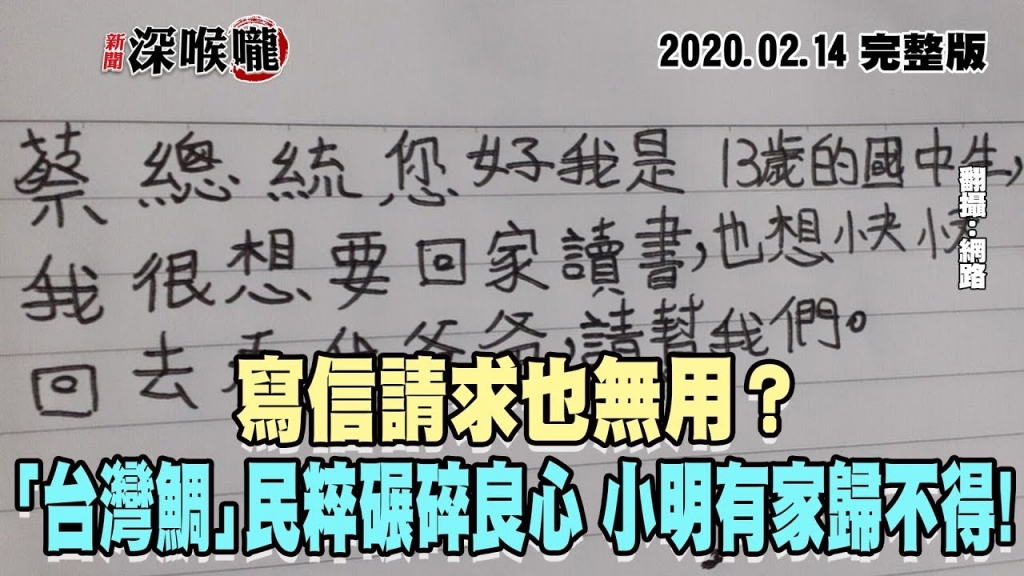 新聞深喉嚨
2020.02.14 完整版
蔡總統您好我是13歲的國中生,
我很想要回家讀書,也想快快
回去 爸爸,請幫我們。
翻攝:網路
寫信請求也無用?
「台灣鯛」民粹碾碎良心 小明有家歸不得!